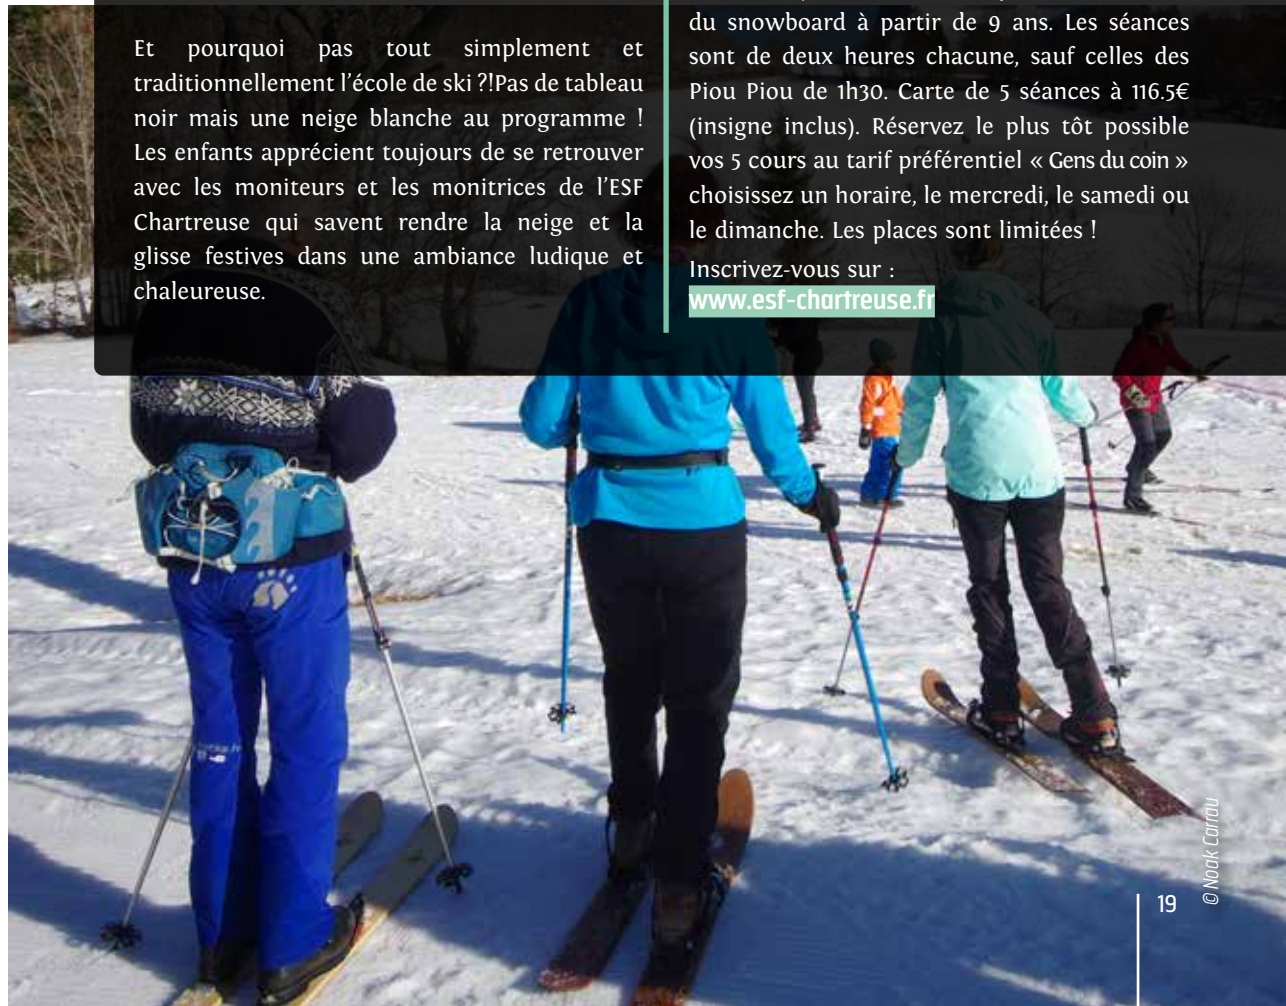 Et pourquoi pas tout simplement et
traditionnellement l'école de ski ?!Pas de tableau
noir mais une neige blanche au programme !
Les enfants apprécient toujours de se retrouver
avec les moniteurs et les monitrices de l'ESF
Chartreuse qui savent rendre la neige et la
glisse festives dans une ambiance ludique et
chaleureuse.
du snowboard à partir de 9 ans. Les séances
sont de deux heures chacune, sauf celles des
Piou Piou de 1h30. Carte de 5 séances à 116.5€
(insigne inclus). Réservez le plus tôt possible
vos 5 cours au tarif préférentiel « Gens du coin »
choisissez un horaire, le mercredi, le samedi ou
le dimanche. Les places sont limitées !
Inscrivez-vous sur :
www.esf-chartreuse.fr
© Noak Carrau
19